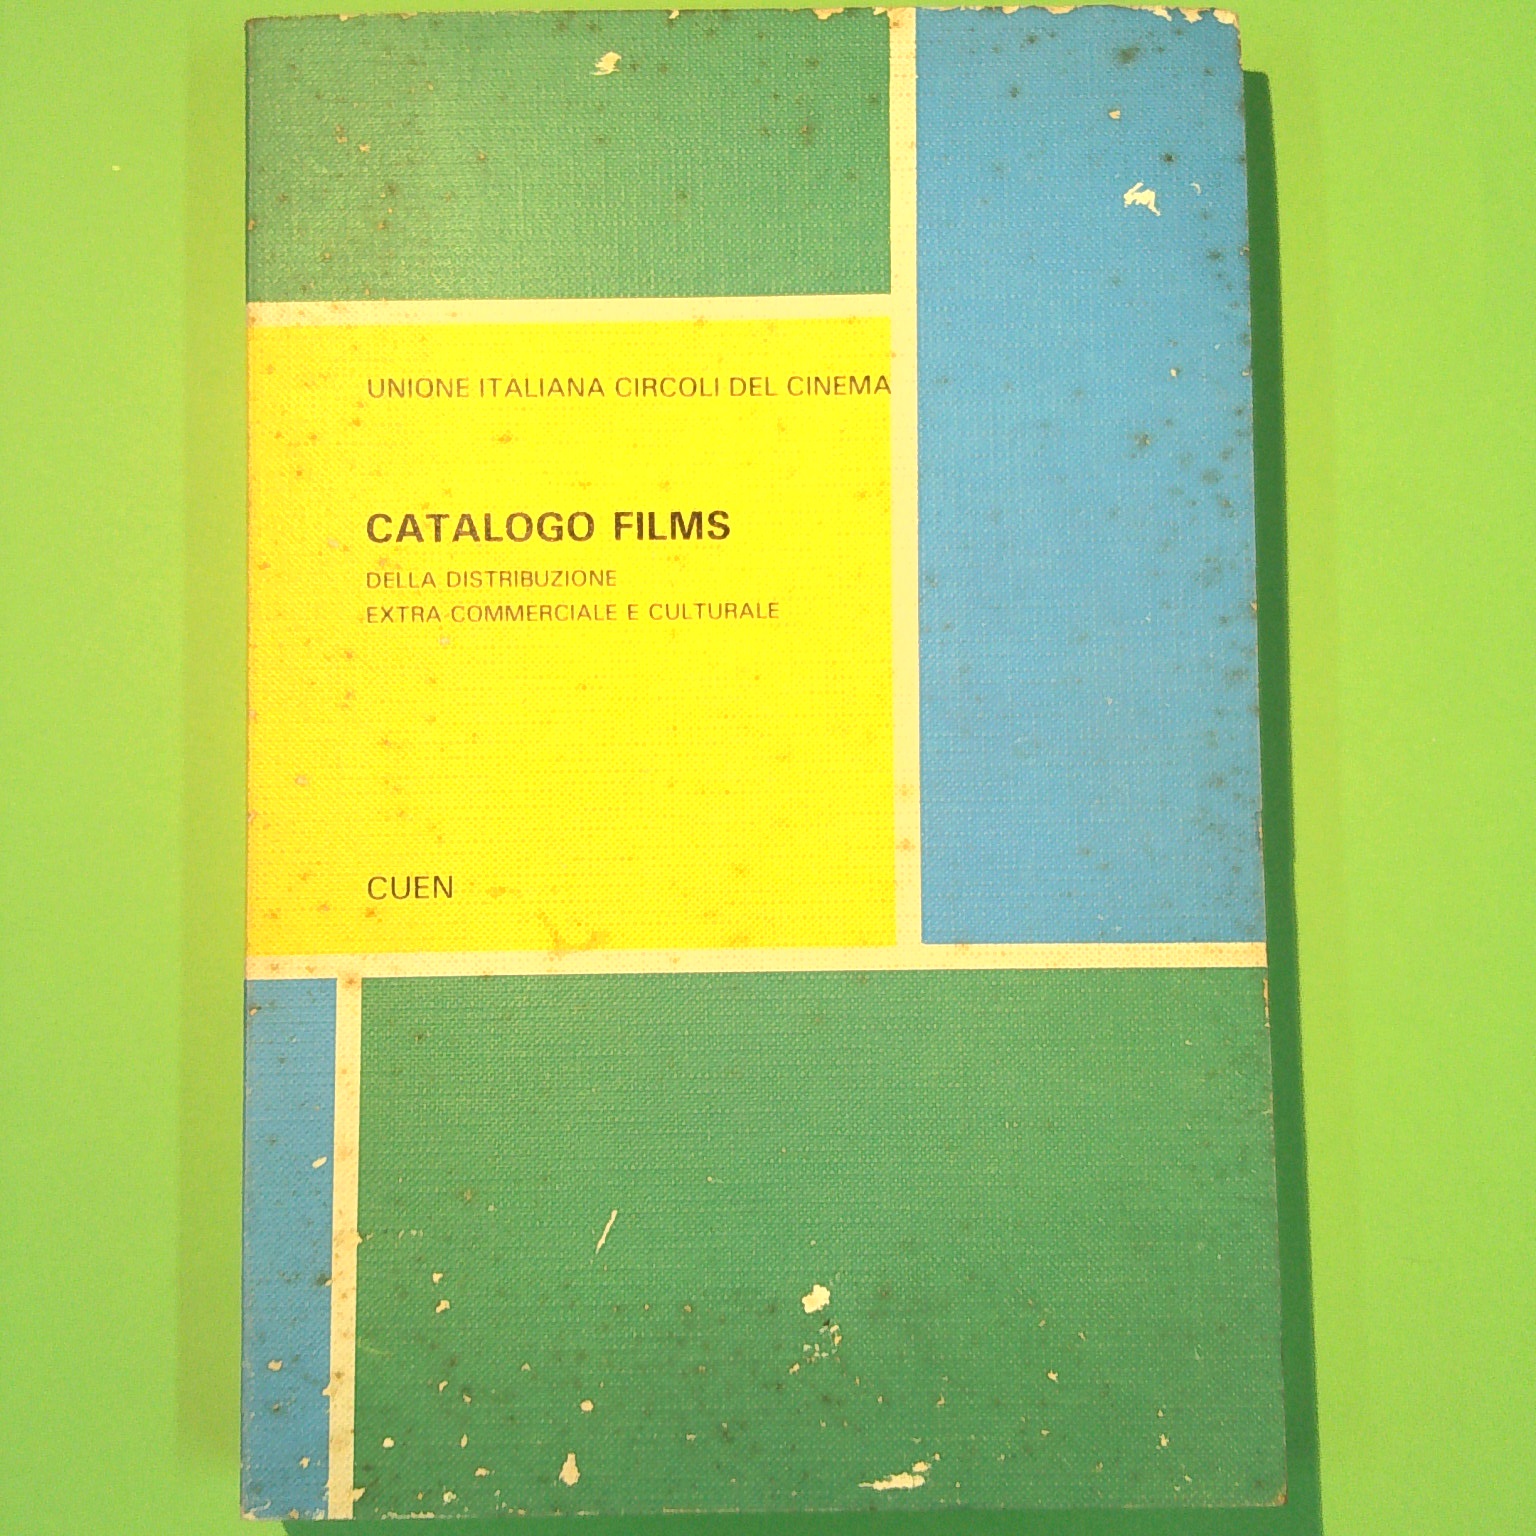 UNIONE ITALIANA CIRCOLI DEL CINEMA
CATALOGO FILMS
DELLA DISTRIBUZIONE
EXTRA-COMMERCIALE E CULTURALE
CUEN